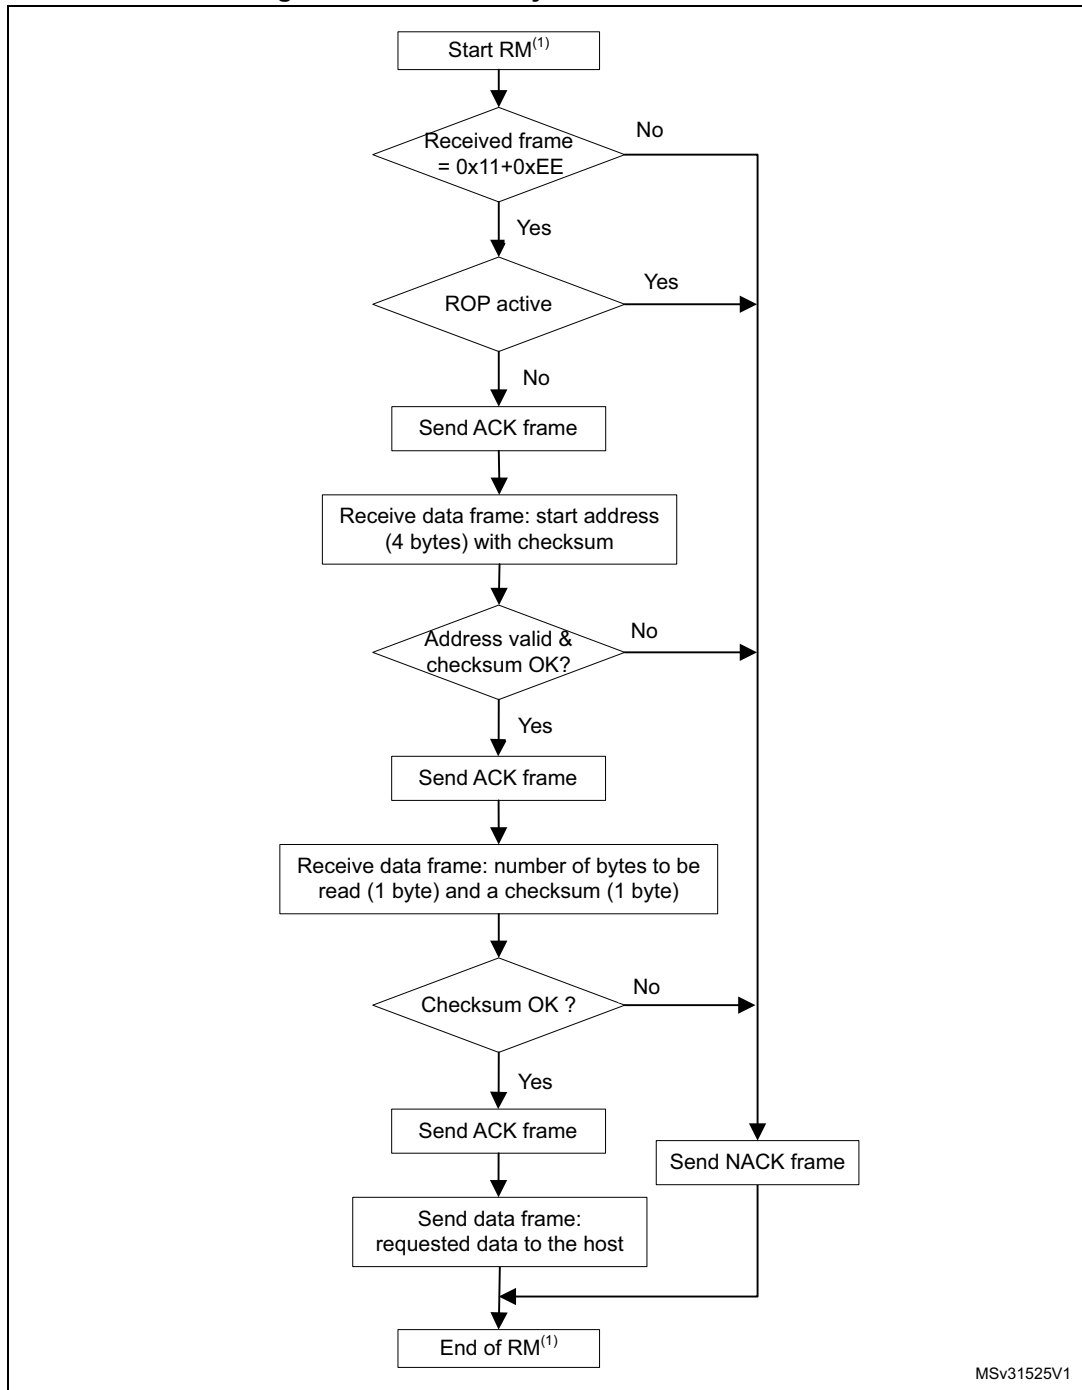 Start RM(1)
Received frame
= 0x11+0xEE
No
Yes
ROP active
Yes
No
Send ACK frame
Receive data frame: start address
(4 bytes) with checksum
Address valid &
checksum OK?
No
Yes
Send ACK frame
Receive data frame: number of bytes to be
read (1 byte) and a checksum (1 byte)
Checksum OK ?
No
Yes
Send ACK frame
Send NACK frame
Send data frame:
requested data to the host
End of RM(1)
MSv31525V1